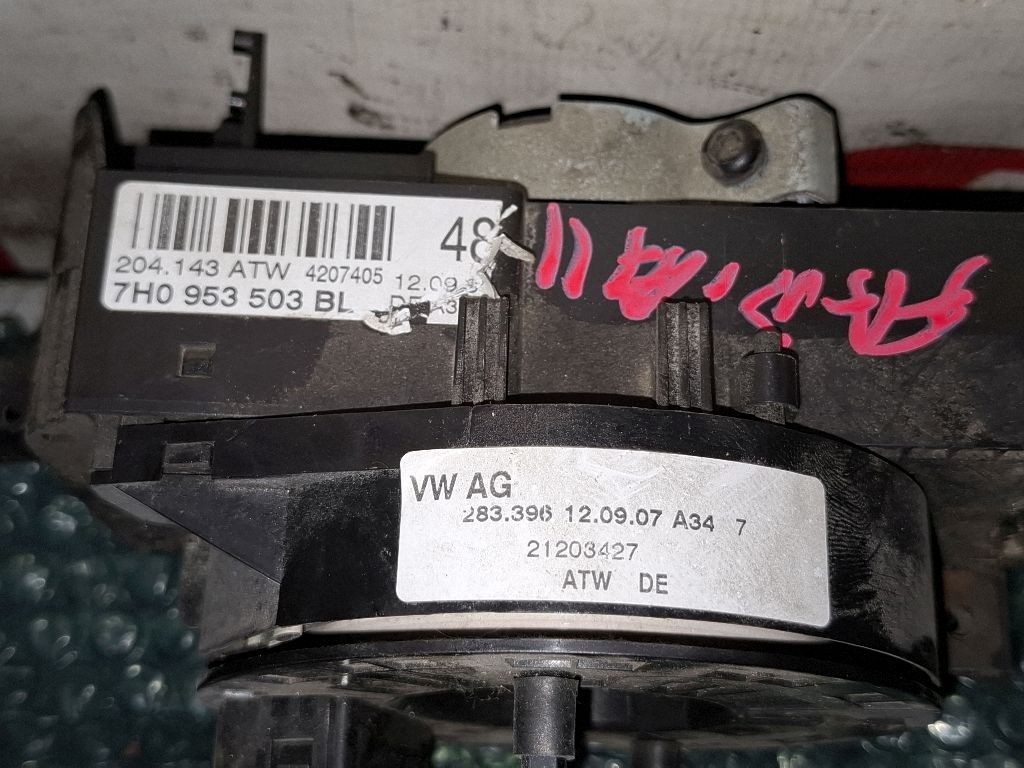 48
204.143 ATW 4207405 12.09.
7H0 953 503 BL
VW AG
283.396 12.09.07 A34 7
21203427
ATW DE